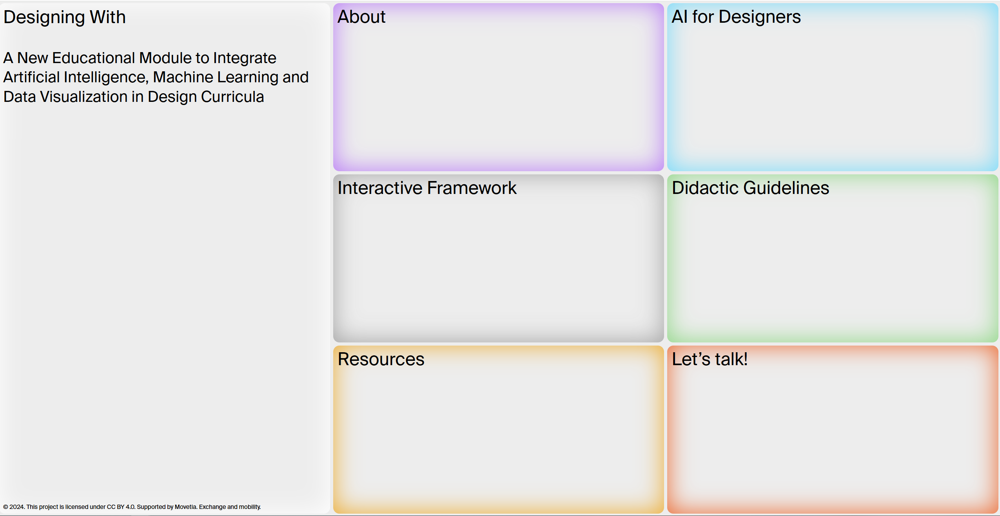 Designing With
A New Educational Module to Integrate
Artificial Intelligence, Machine Learning and
Data Visualization in Design Curricula
© 2024. This project is licensed under CC BY 4.0. Supported by Movetia. Exchange and mobility.
About
AI for Designers
Interactive Framework
Didactic Guidelines
Resources
Let’s talk!